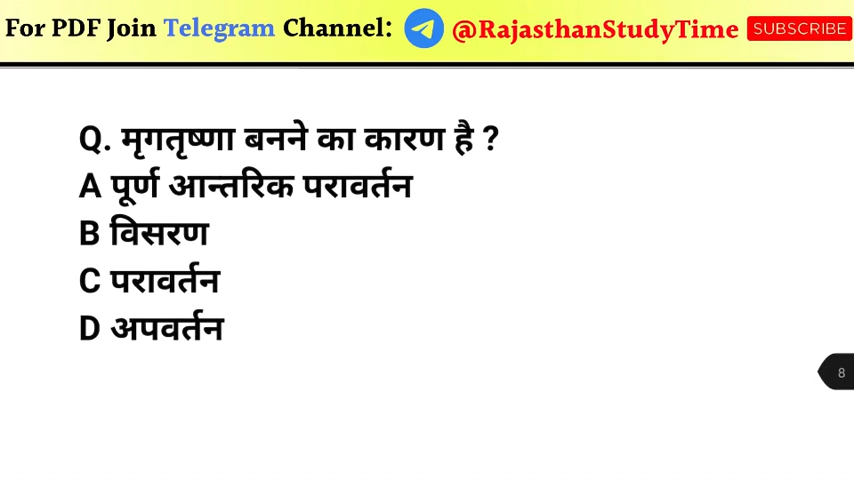 For PDF Join Telegram Channel: @RajasthanStudyTime SUBSCRIBE
Q. मृगतृष्णा बनने का कारण है ?
A पूर्ण आन्तरिक परावर्तन
B विसरण
C परावर्तन
D अपवर्तन
8